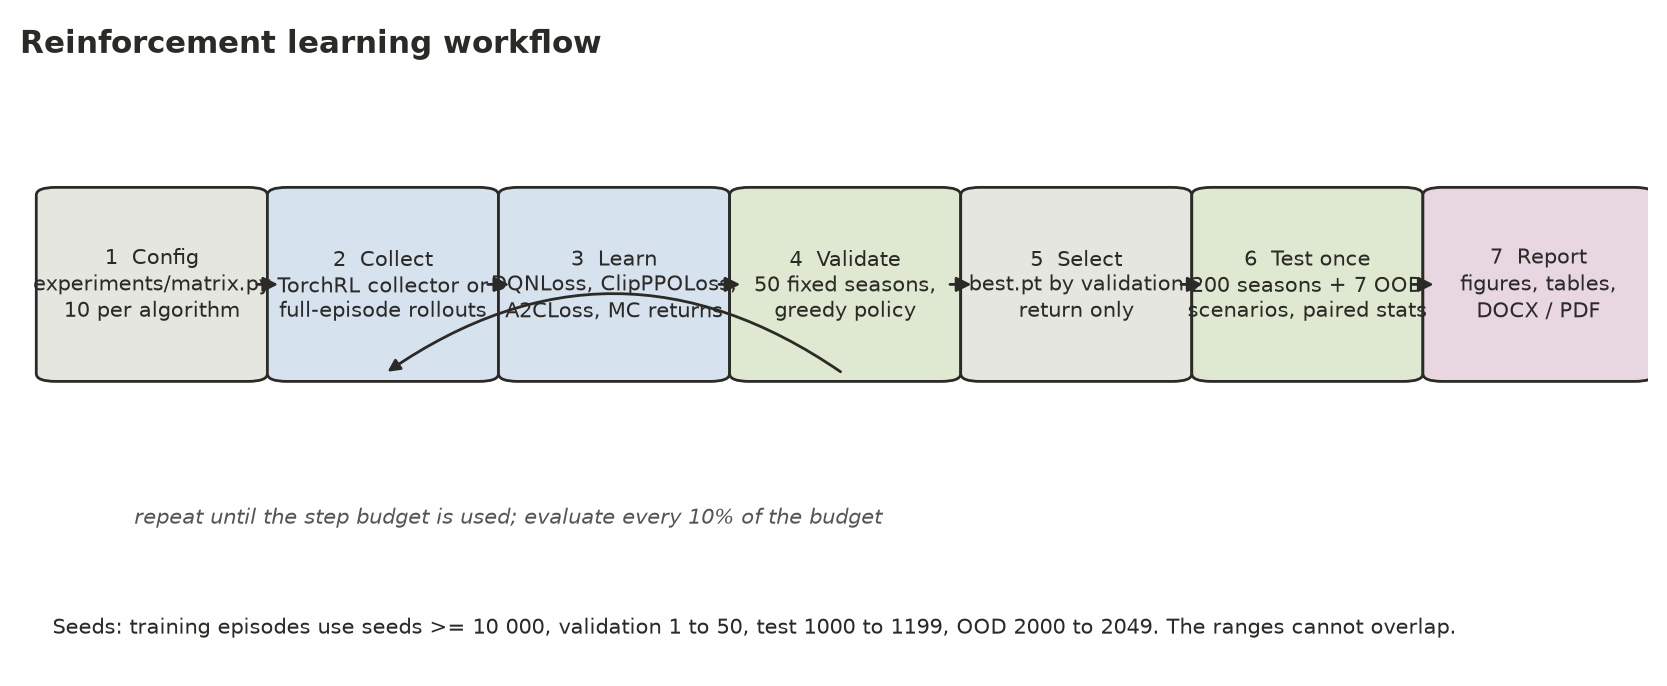 Reinforcement learning workflow
1 Config
experiments/matrix.py
10 per algorithm
2 Collect
TorchRL collector or
full-episode rollouts
3 Learn
DQNLoss, ClipPPOLoss,
A2CLoss, MC returns
4 Validate
50 fixed seasons,
greedy policy
5 Select
best.pt by validation
return only
6 Test once
200 seasons + 7 OOD
scenarios, paired stats
7 Report
figures, tables,
DOCX / PDF
repeat until the step budget is used; evaluate every 10% of the budget
Seeds: training episodes use seeds >= 10 000, validation 1 to 50, test 1000 to 1199, OOD 2000 to 2049. The ranges cannot overlap.